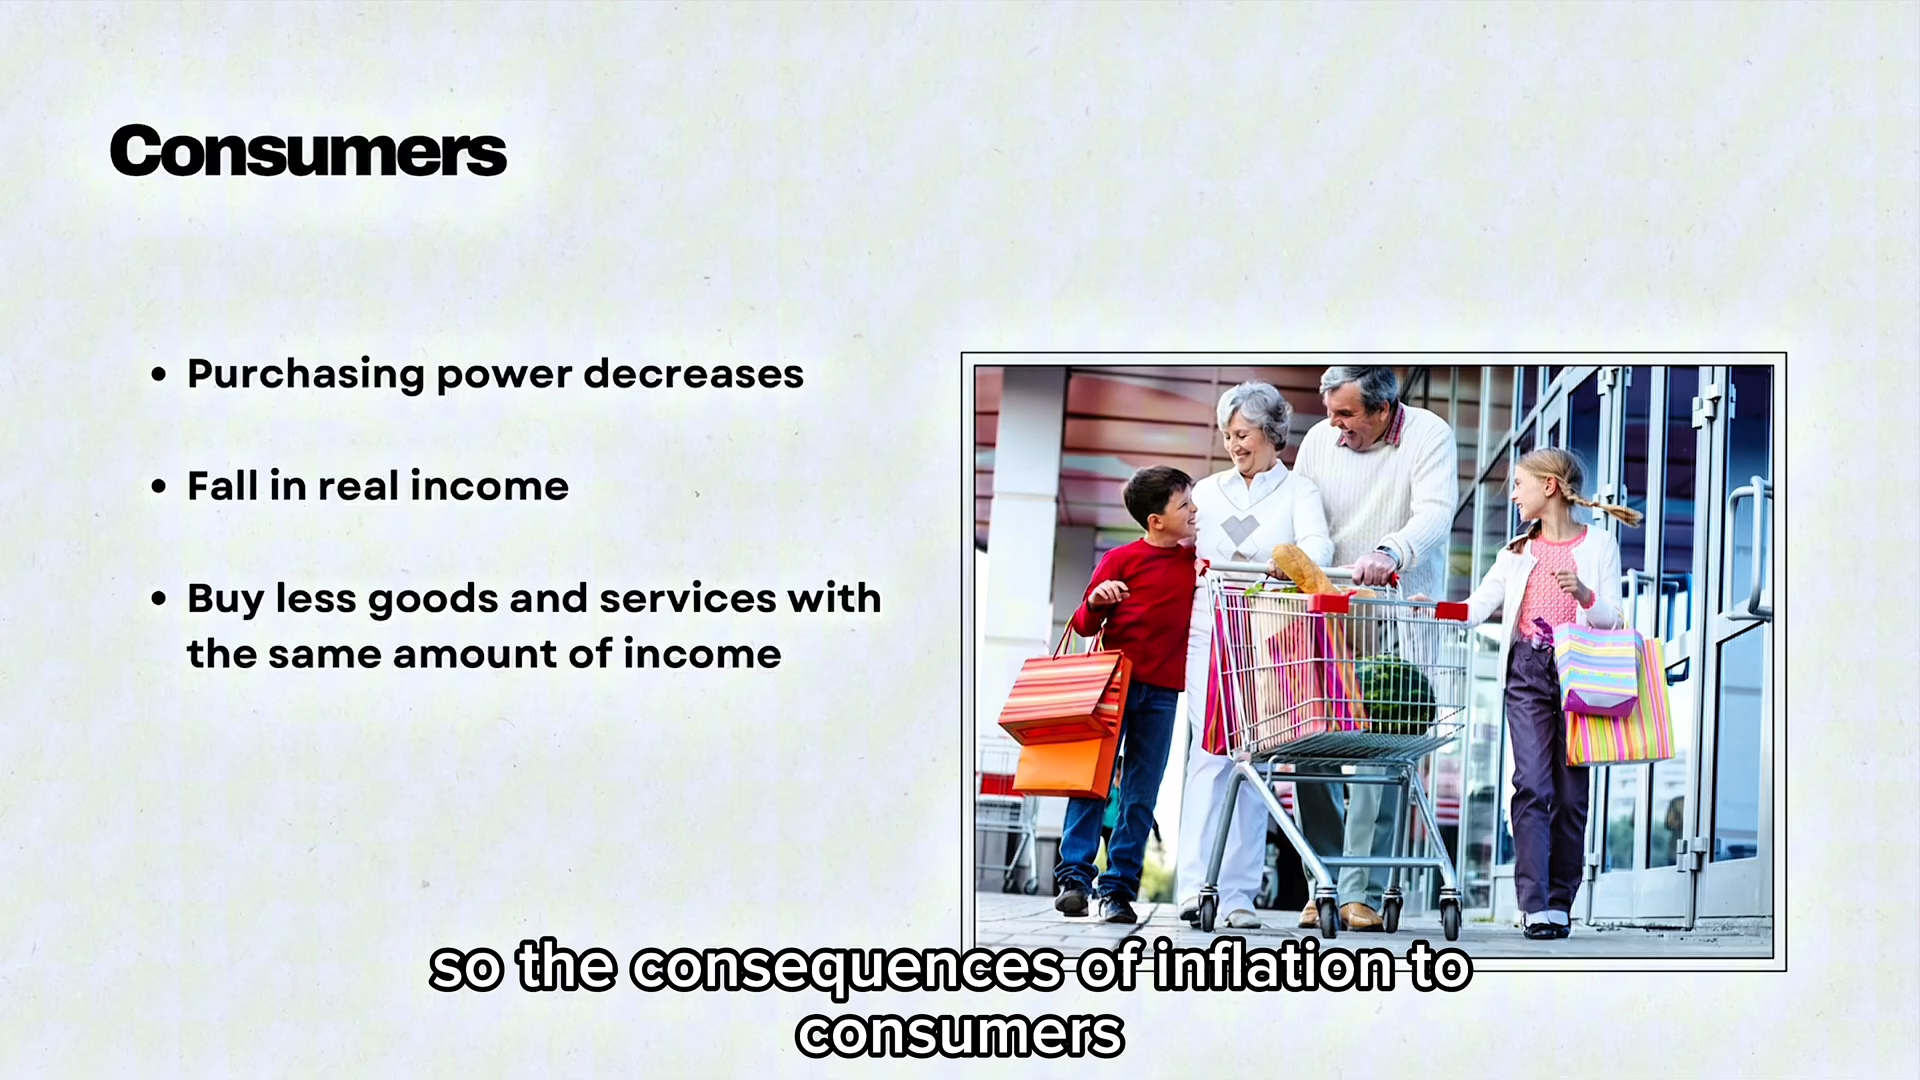 Consumers
• Purchasing power decreases
• Fall in real income
• Buy less goods and services with
the same amount of income
so the consequences of inflation to
consumers